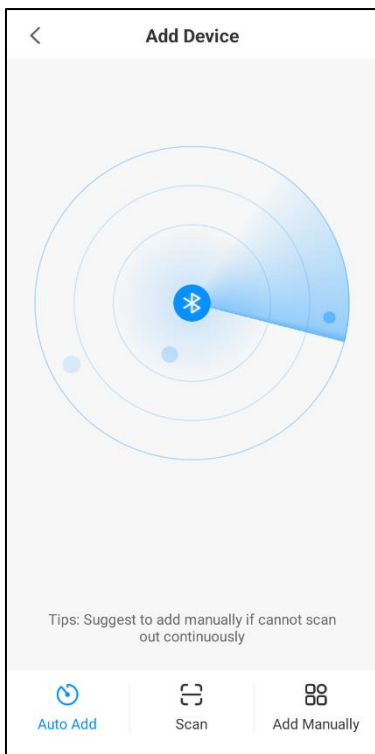 Add Device
Tips: Suggest to add manually if cannot scan
out continuously
Auto Add
Scan
Add Manually